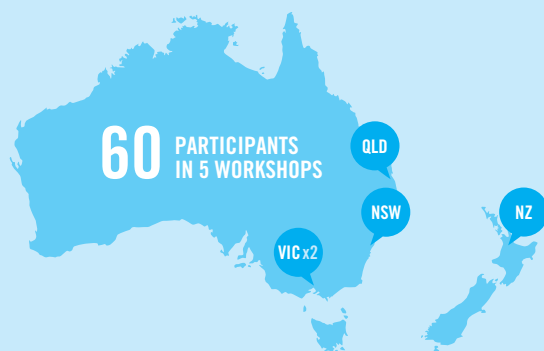 60 PARTICIPANTS
IN 5 WORKSHOPS
QLD
NSW
NZ
VIC x2